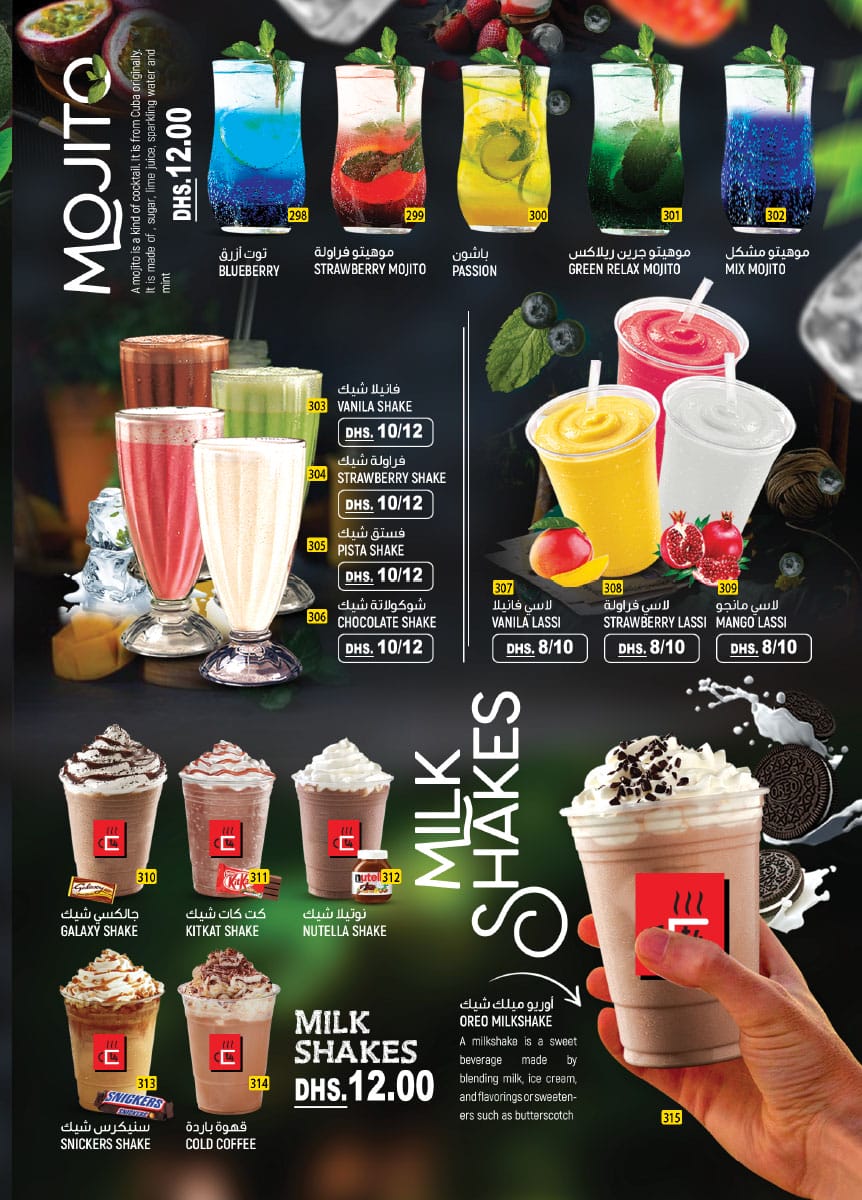 MOJITO
A mojito is a kind of cocktail. It is from Cuba originally.
It is made of , sugar, lime juice, sparkling water and
mint
DHS.12.00
298
299
300
301
302
توت أزرق
BLUEBERRY
موهيتو فراولة
STRAWBERRY MOJITO
باشون
PASSION
موهيتو جرين ريلاكس
GREEN RELAX MOJITO
موهيتو مشكل
MIX MOJITO
303
فانيلا شيك
VANILA SHAKE
DHS. 10/12
304
فراولة شيك
STRAWBERRY SHAKE
DHS. 10/12
305
فستق شيك
PISTA SHAKE
DHS. 10/12
306
شوكولاتة شيك
CHOCOLATE SHAKE
DHS. 10/12
307
لاسي فانيلا
VANILA LASSI
DHS. 8/10
308
لاسي فراولة
STRAWBERRY LASSI
DHS. 8/10
309
لاسي مانجو
MANGO LASSI
DHS. 8/10
MILK
SHAKES
OREO
Galaxy
310
جالكسي شيك
GALAXY SHAKE
KitKat
311
كت كات شيك
KITKAT SHAKE
nutella
312
نوتيلا شيك
NUTELLA SHAKE
SNICKERS
313
سنيكرس شيك
SNICKERS SHAKE
314
قهوة باردة
COLD COFFEE
MILK
SHAKES
DHS.12.00
أوريو ميلك شيك
OREO MILKSHAKE
A milkshake is a sweet
beverage made by
blending milk, ice cream,
and flavorings or sweeten-
ers such as butterscotch
315